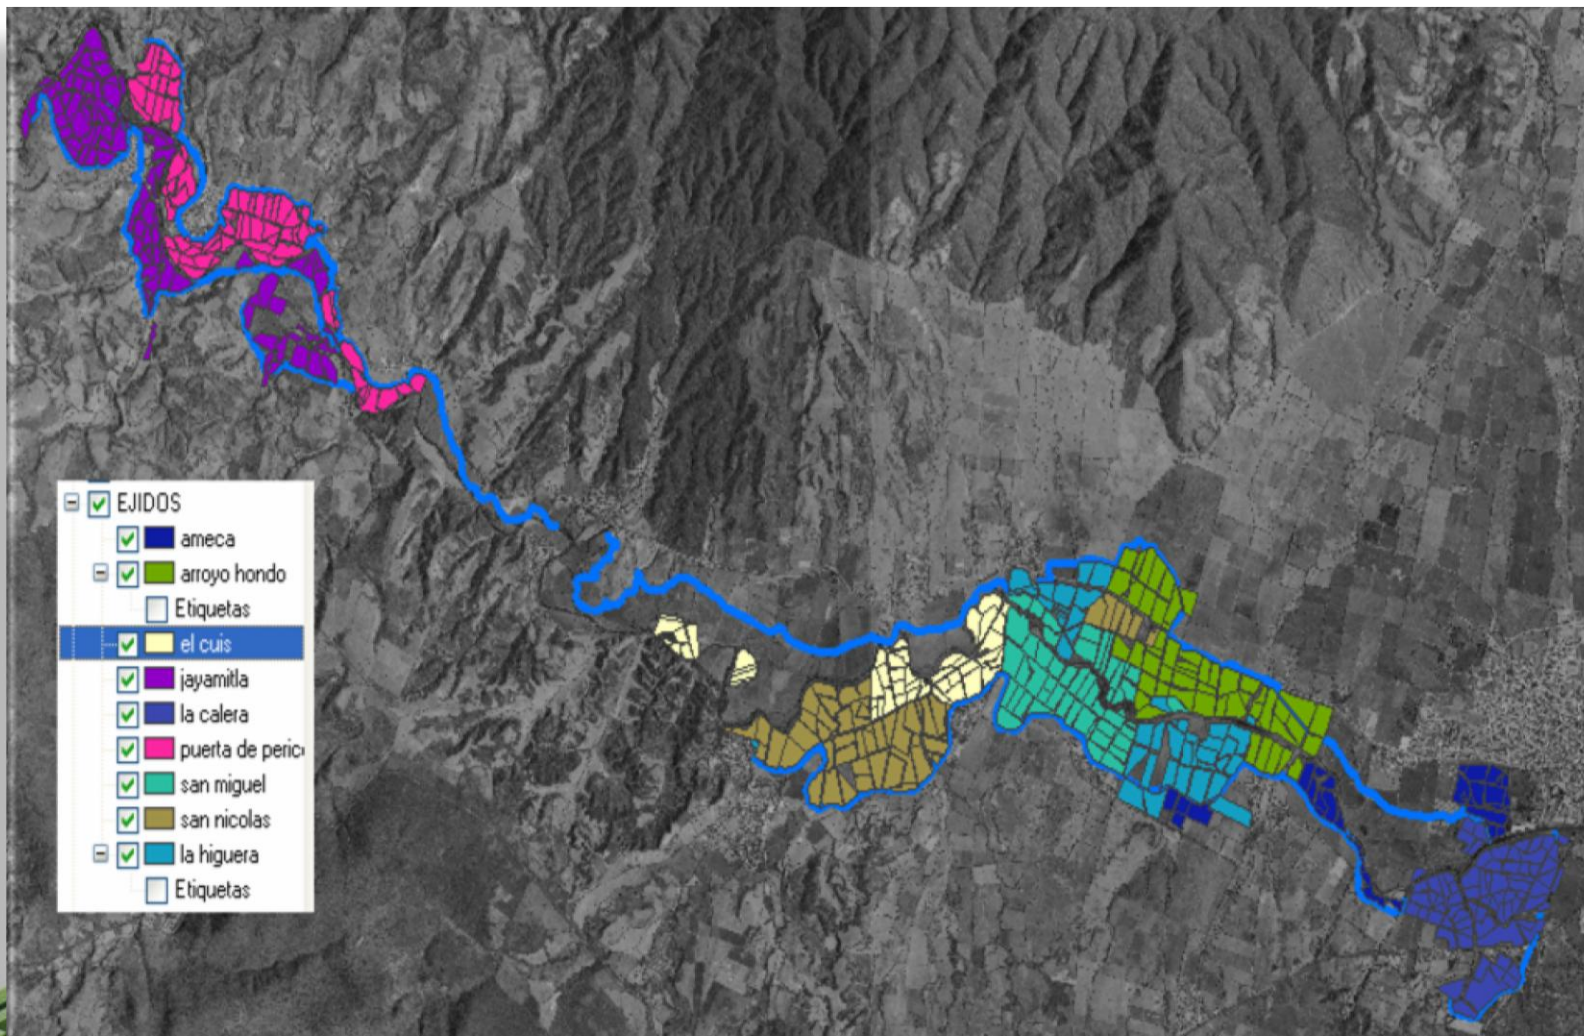 EJIDOS
ameca
arroyo hondo
Etiquetas
el cuis
jayamitla
la calera
puerta de peric
san miguel
san nicolas
la higuera
Etiquetas